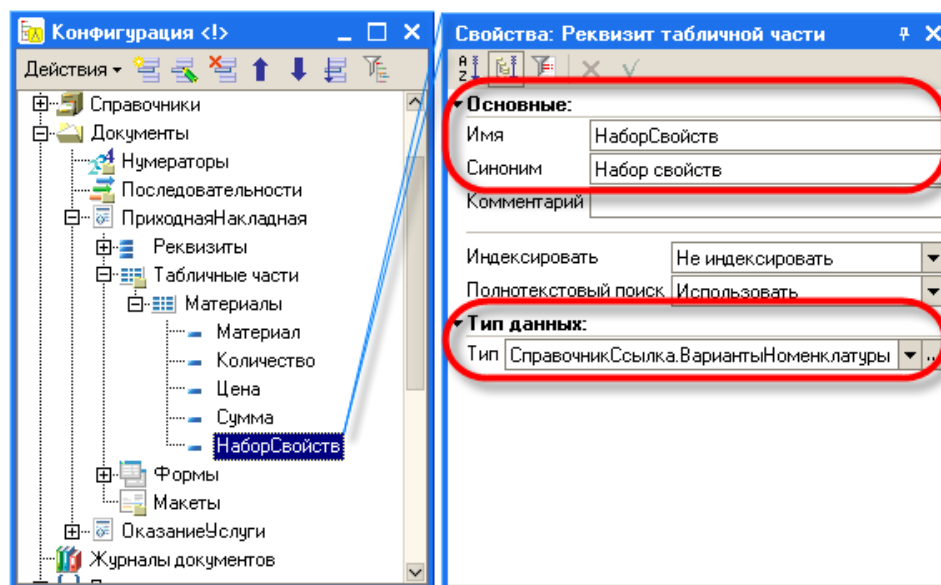 Конфигурация <!>
Действия
Справочники
Документы
Нумераторы
Последовательности
ПриходнаяНакладная
Реквизиты
Табличные части
Материалы
Материал
Количество
Цена
Сумма
НаборСвойств
Формы
Макеты
ОказаниеУслуги
Журналы документов
Свойства: Реквизит табличной части
Основные:
Имя НаборСвойств
Синоним Набор свойств
Комментарий
Индексировать Не индексировать
Полнотекстовый поиск Использовать
Тип данных:
Тип СправочникСсылка.ВариантыНоменклатуры ...